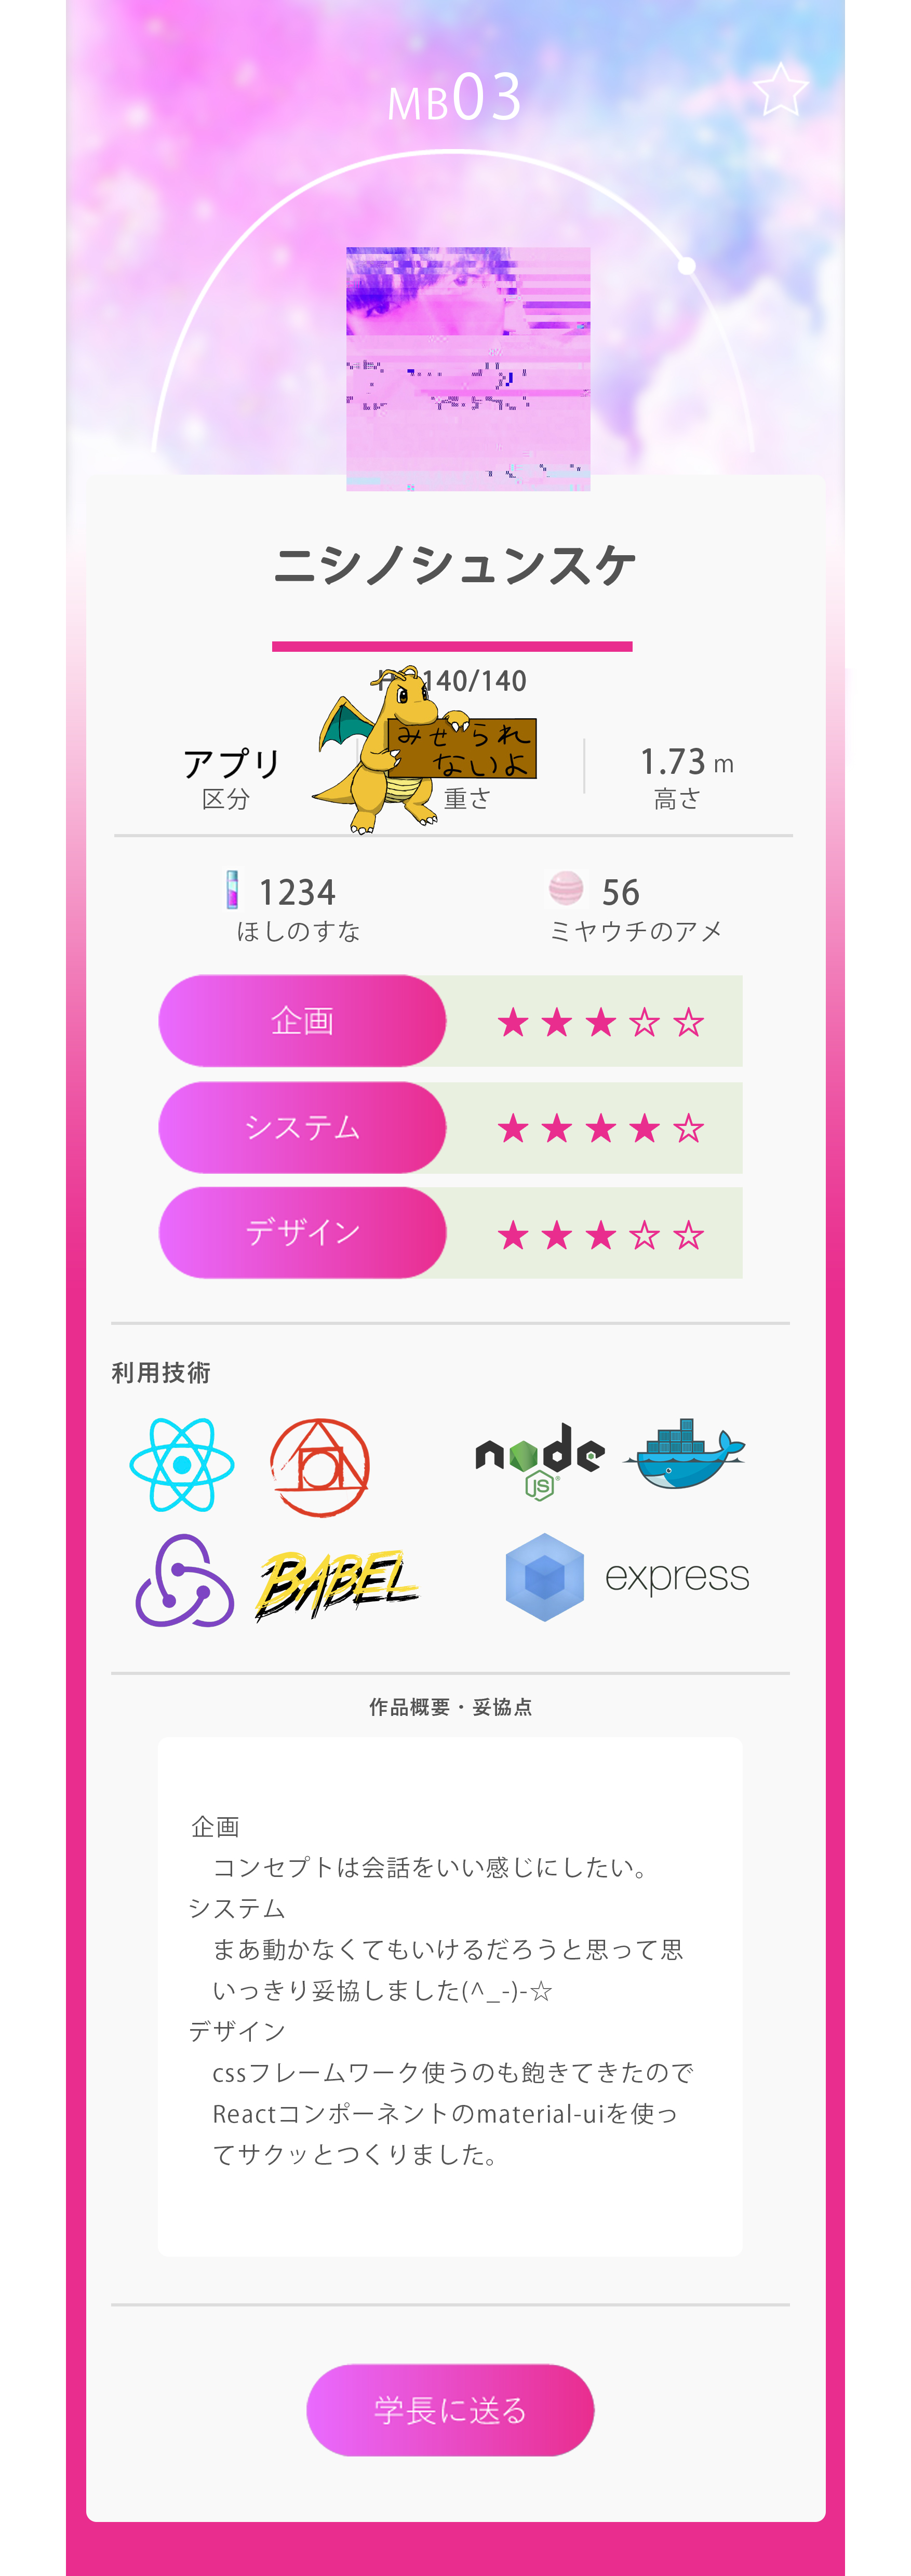 MB03
ニシノシュンスケ
140/140
みせられ
ないよ
アプリ
区分
重さ
1.73 m
高さ
1234
ほしのすな
56
ミヤウチのアメ
企画 ★★★☆☆
システム ★★★★☆
デザイン ★★★☆☆
利用技術
node
JS
BABEL
express
作品概要・妥協点
企画
コンセプトは会話をいい感じにしたい。
システム
まあ動かなくてもいけるだろうと思って思
いっきり妥協しました(^_-)-☆
デザイン
cssフレームワーク使うのも飽きてきたので
Reactコンポーネントのmaterial-uiを使っ
てサクッとつくりました。
学長に送る